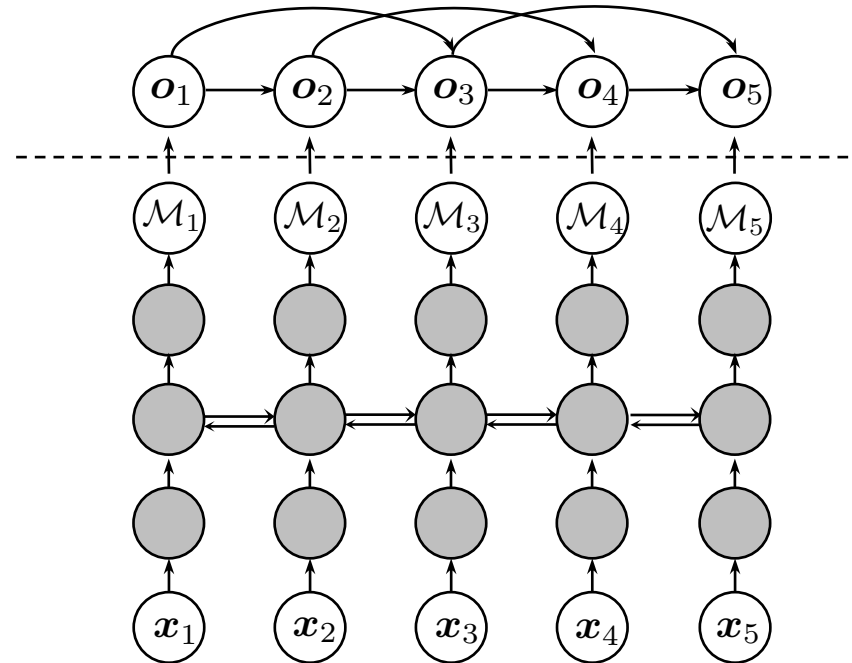 o₁ o₂ o₃ o₄ o₅
ℳ₁ ℳ₂ ℳ₃ ℳ₄ ℳ₅
x₁ x₂ x₃ x₄ x₅